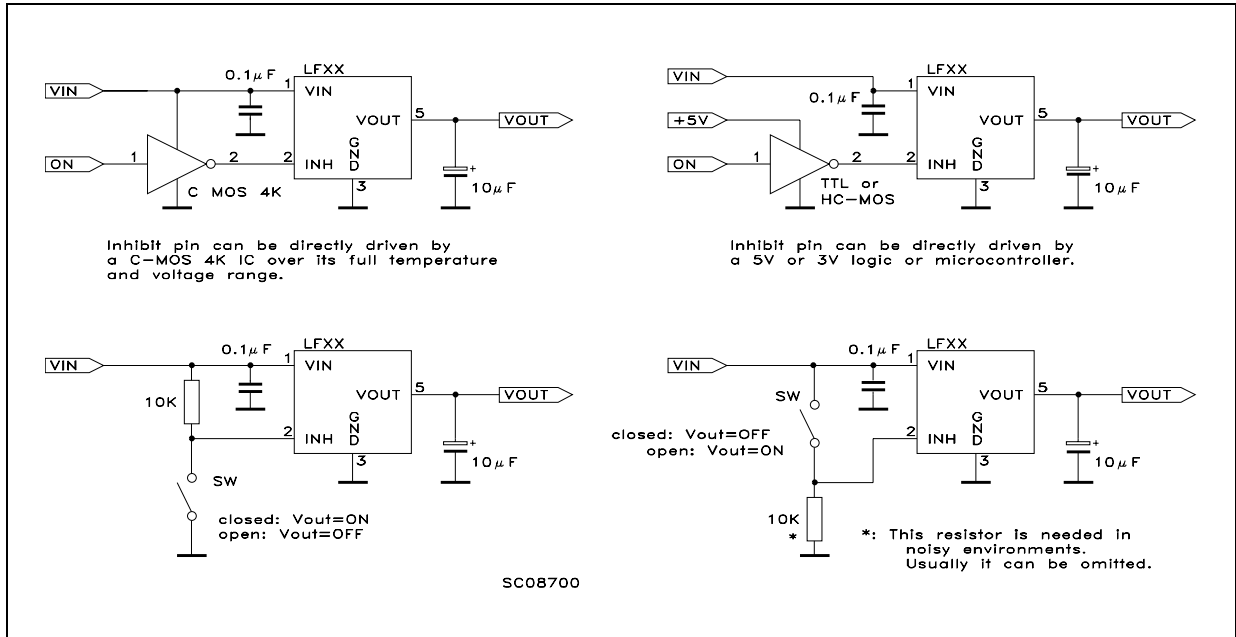 LFXX
VIN
0.1μF
1
VIN
VOUT
5
VOUT
ON
1
2
2
INH
GND
C MOS 4K
3
+
10μF
Inhibit pin can be directly driven by
a C-MOS 4K IC over its full temperature
and voltage range.
LFXX
VIN
1
VIN
0.1μF
+5V
VOUT
5
VOUT
ON
1
2
2
INH
GND
TTL or
HC-MOS
3
+
10μF
Inhibit pin can be directly driven by
a 5V or 3V logic or microcontroller.
LFXX
VIN
0.1μF
1
VIN
10K
VOUT
5
VOUT
2
INH
GND
3
+
10μF
SW
closed: Vout=ON
open: Vout=OFF
LFXX
VIN
0.1μF
1
VIN
SW
VOUT
5
VOUT
closed: Vout=OFF
open: Vout=ON
2
INH
GND
3
+
10μF
10K
*
*: This resistor is needed in
noisy environments.
Usually it can be omitted.
SC08700